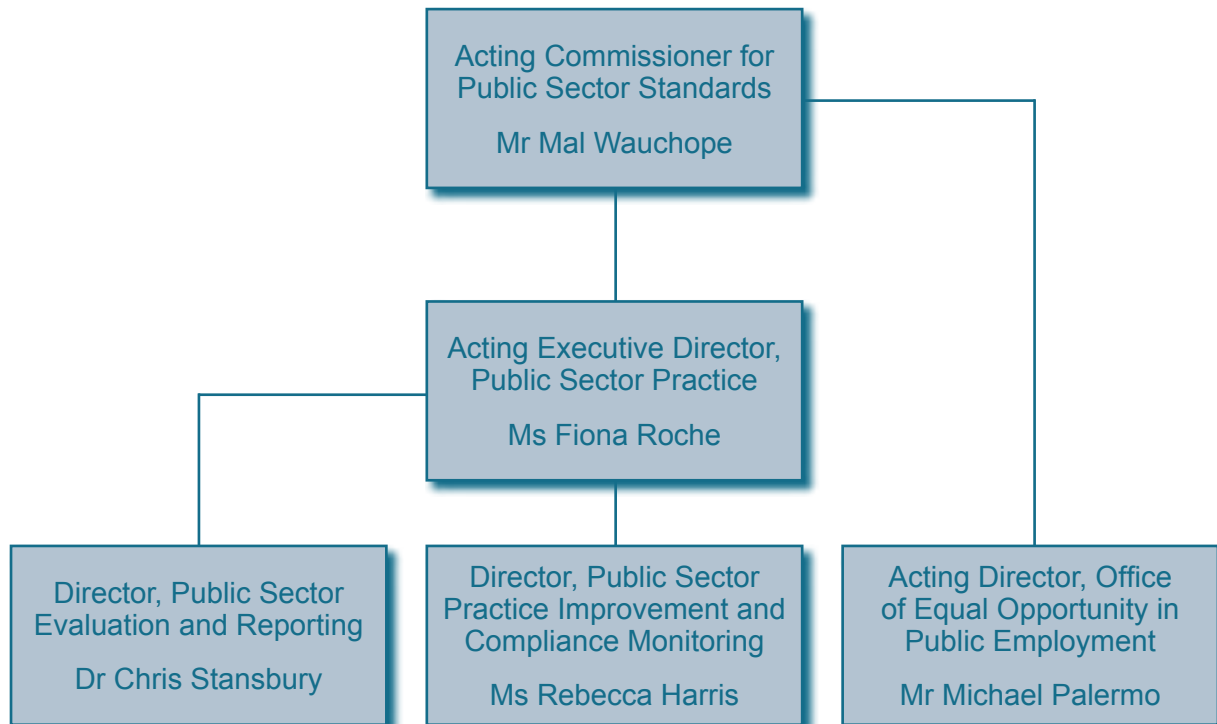 Acting Commissioner for
Public Sector Standards
Mr Mal Wauchope
Acting Executive Director,
Public Sector Practice
Ms Fiona Roche
Director, Public Sector
Evaluation and Reporting
Dr Chris Stansbury
Director, Public Sector
Practice Improvement and
Compliance Monitoring
Ms Rebecca Harris
Acting Director, Office
of Equal Opportunity in
Public Employment
Mr Michael Palermo